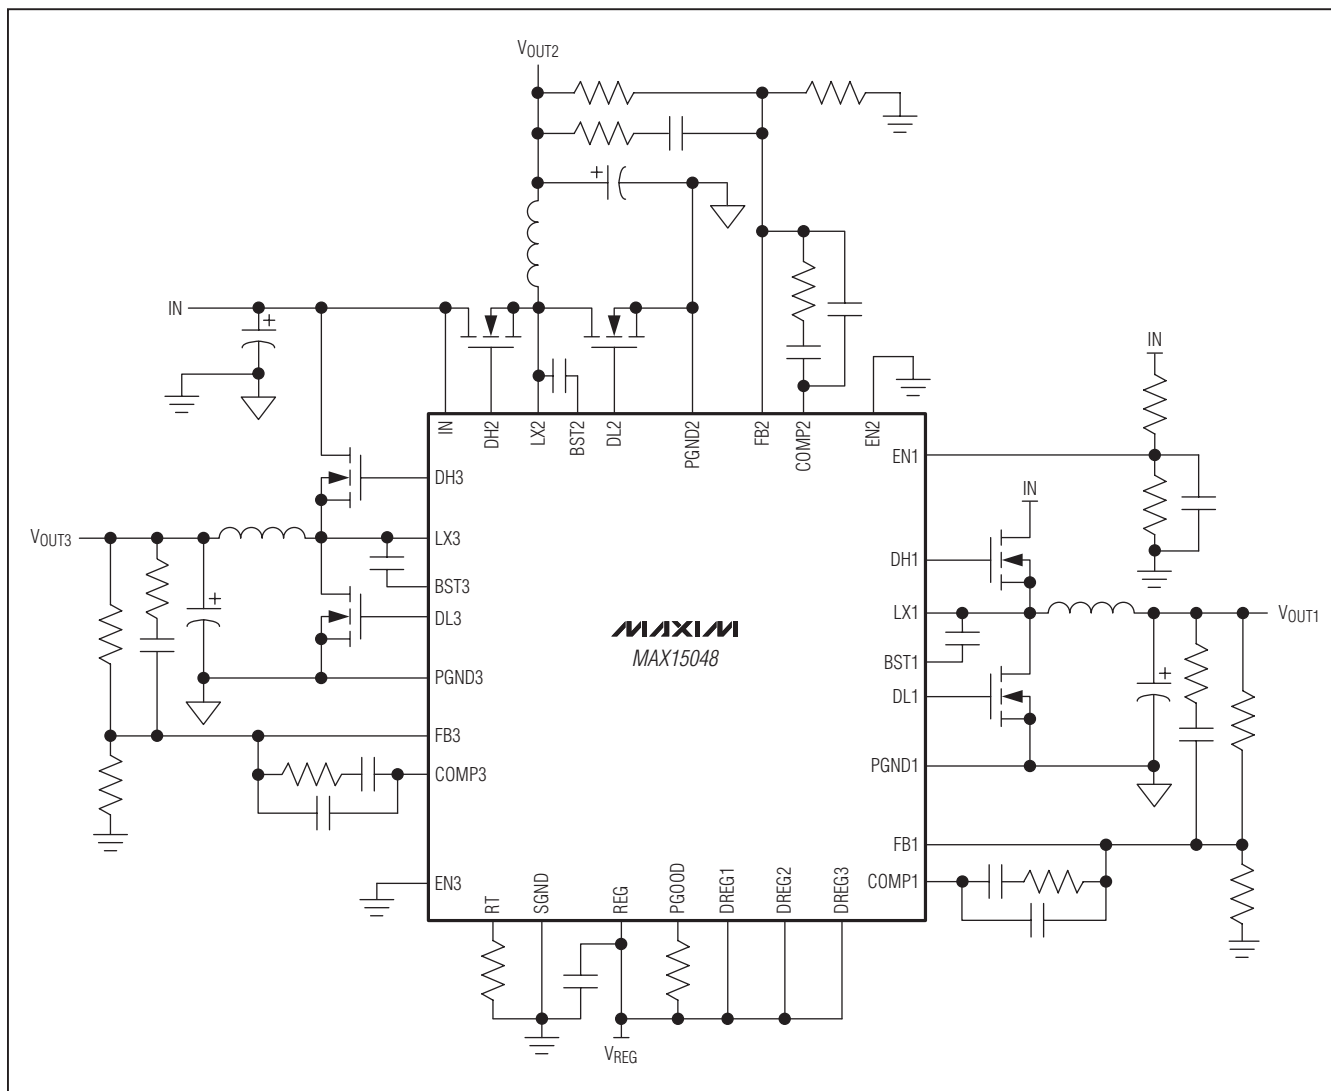 VOUT2
+
IN
+
IN
DH2
LX2
BST2
DL2
PGND2
FB2
COMP2
EN2
IN
EN1
DH3
IN
VOUT3
LX3
DH1
BST3
+
DL3
LX1
VOUT1
MAXIM
MAX15048
BST1
PGND3
DL1
+
FB3
PGND1
COMP3
FB1
COMP1
EN3
RT
SGND
REG
PGOOD
DREG1
DREG2
DREG3
VREG